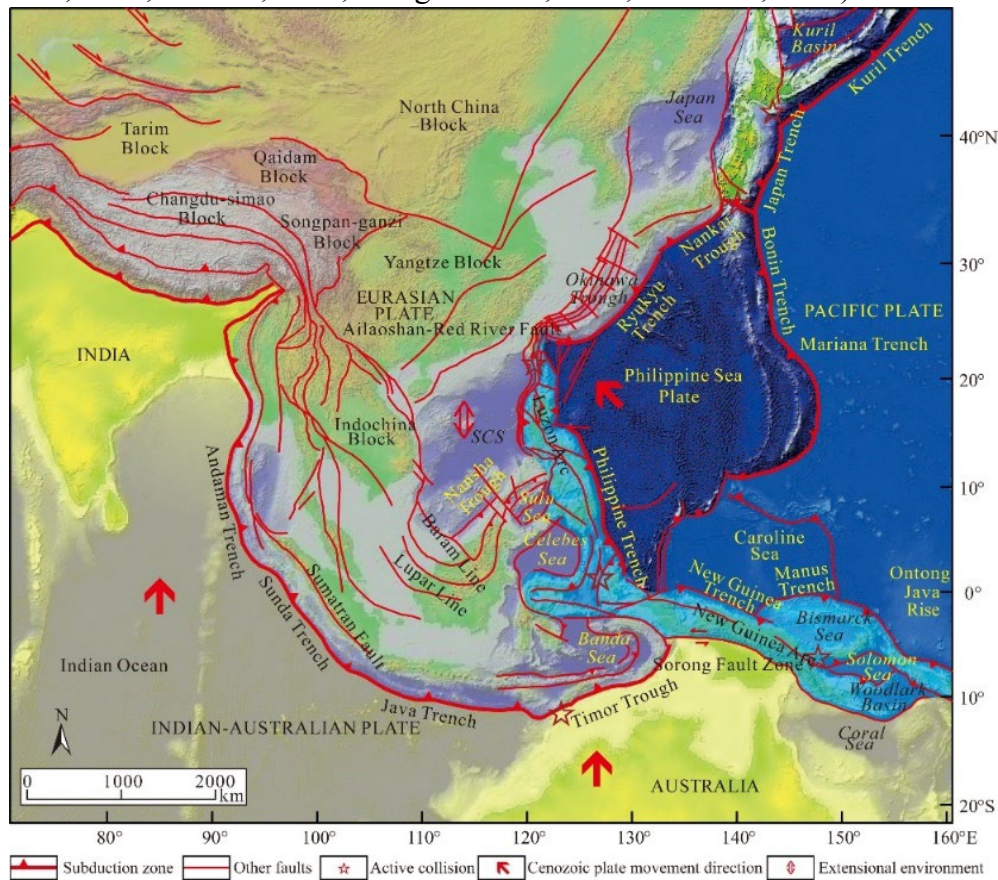 Kuril
Basin
Kuril Trench
Japan
Sea
North China
Block
Tarim
Block
40°N
Qaidam
Block
Japan Trench
Changdu-simao
Block
Songpan-ganzi
Block
Nankai
Trough
Bonin Trench
Yangtze Block
30°
Okinawa
Trough
EURASIAN
PLATE
Ryukyu
Trench
Ailaoshan-Red River Fault
PACIFIC PLATE
INDIA
Mariana Trench
Philippine Sea
Plate
20°
Luzon Arc
Indochina
Block
SCS
Andaman Trench
Nansha
Trough
Philippine Trench
Sulu
Sea
10°
Baram Line
Celebes
Sea
Caroline
Sea
Lupar Line
Manus
Trench
Ontong
Java
Rise
New Guinea
Trench
0°
Sunda Trench
Sumatran Fault
New Guinea Arc
Bismarck
Sea
Banda
Sea
Indian Ocean
Sorong Fault Zone
Solomon
Sea
Woodlark
Basin
Timor Trough
10°
Java Trench
N
INDIAN-AUSTRALIAN PLATE
Coral
Sea
0 1000 2000
km
AUSTRALIA
20°S
80° 90° 100° 110° 120° 130° 140° 150° 160°E
Subduction zone Other faults Active collision Cenozoic plate movement direction Extensional environment